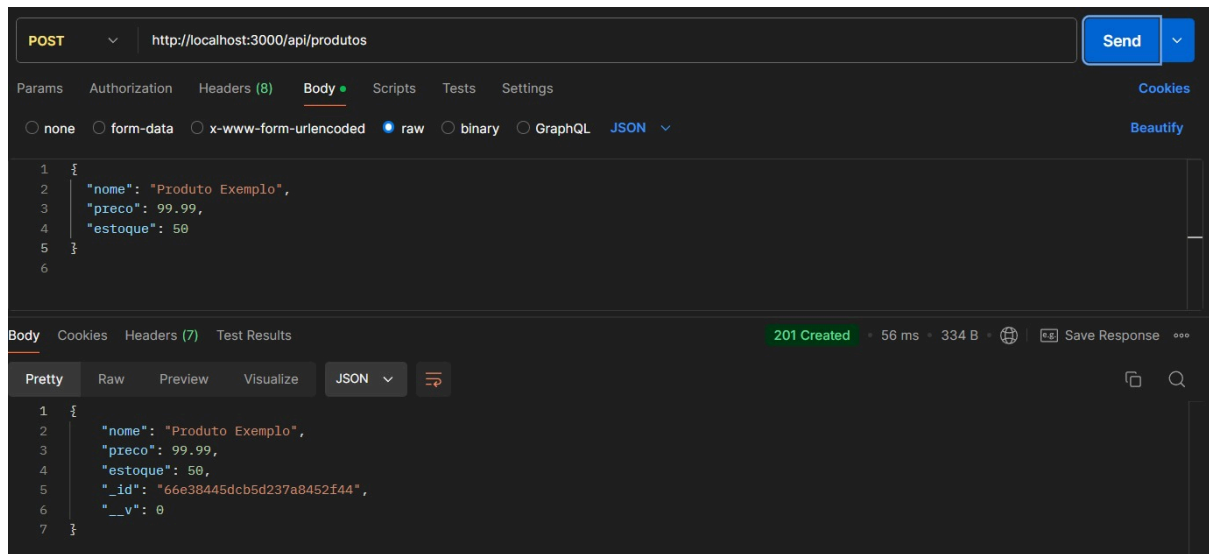 POST http://localhost:3000/api/produtos Send
Params Authorization Headers (8) Body Scripts Tests Settings Cookies
none form-data x-www-form-urlencoded raw binary GraphQL JSON Beautify
1 {
2 "nome": "Produto Exemplo",
3 "preco": 99.99,
4 "estoque": 50
5 }
6
Body Cookies Headers (7) Test Results 201 Created 56 ms 334 B e.g. Save Response
Pretty Raw Preview Visualize JSON
1 {
2 "nome": "Produto Exemplo",
3 "preco": 99.99,
4 "estoque": 50,
5 "_id": "66e38445dcb5d237a8452f44",
6 "__v": 0
7 }